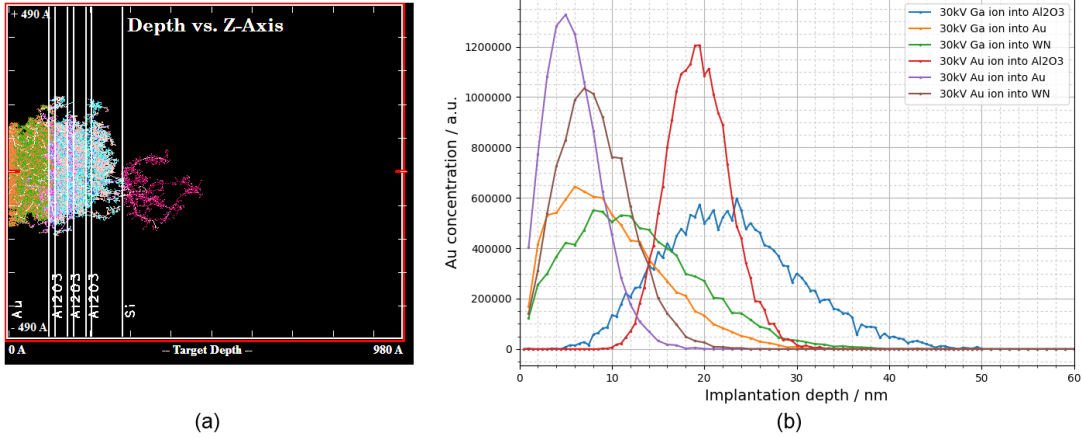 + 490 A
Depth vs. Z-Axis
Au
Al2O3
Al2O3
Al2O3
Si
- 490 A
0 A
-- Target Depth --
980 A
(a)
30kV Ga ion into Al2O3
30kV Ga ion into Au
30kV Ga ion into WN
30kV Au ion into Al2O3
30kV Au ion into Au
30kV Au ion into WN
Au concentration / a.u.
1200000
1000000
800000
600000
400000
200000
0
0 10 20 30 40 50 60
Implantation depth / nm
(b)